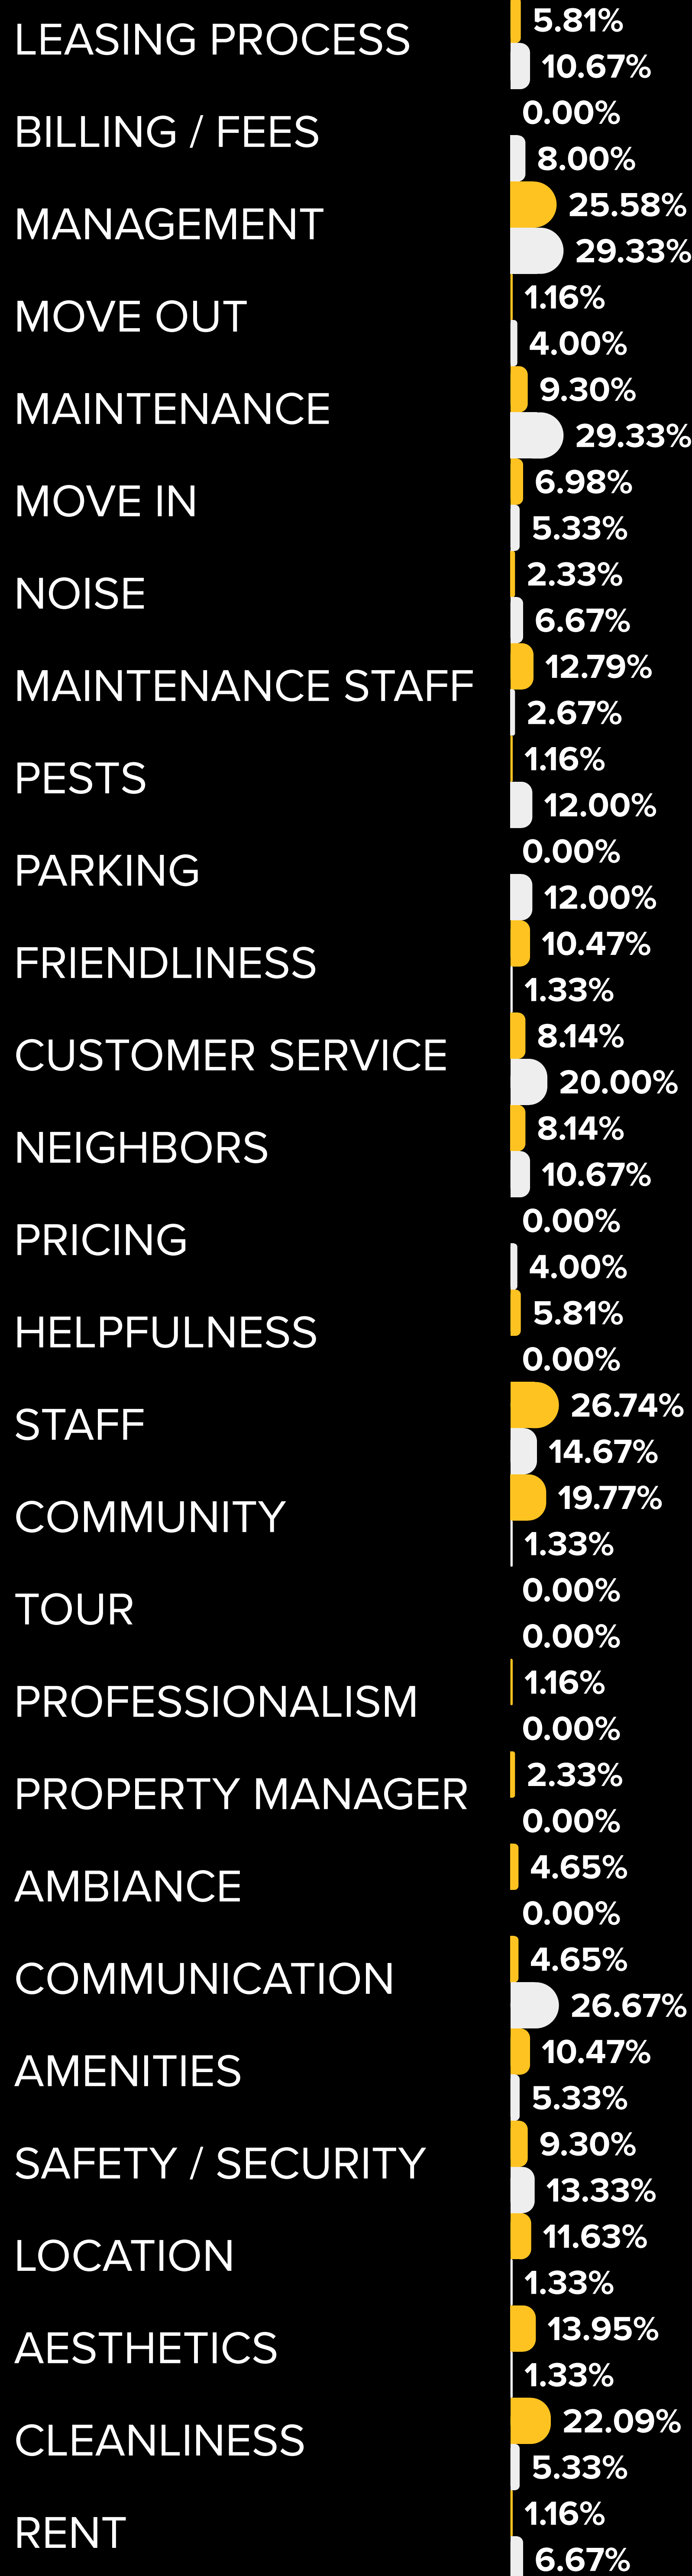 LEASING PROCESS
5.81%
10.67%
BILLING / FEES
0.00%
8.00%
MANAGEMENT
25.58%
29.33%
MOVE OUT
1.16%
4.00%
MAINTENANCE
9.30%
29.33%
MOVE IN
6.98%
5.33%
NOISE
2.33%
6.67%
MAINTENANCE STAFF
12.79%
2.67%
PESTS
1.16%
12.00%
PARKING
0.00%
12.00%
FRIENDLINESS
10.47%
1.33%
CUSTOMER SERVICE
8.14%
20.00%
NEIGHBORS
8.14%
10.67%
PRICING
0.00%
4.00%
HELPFULNESS
5.81%
0.00%
STAFF
26.74%
14.67%
COMMUNITY
19.77%
1.33%
TOUR
0.00%
0.00%
PROFESSIONALISM
1.16%
0.00%
PROPERTY MANAGER
2.33%
0.00%
AMBIANCE
4.65%
0.00%
COMMUNICATION
4.65%
26.67%
AMENITIES
10.47%
5.33%
SAFETY / SECURITY
9.30%
13.33%
LOCATION
11.63%
1.33%
AESTHETICS
13.95%
1.33%
CLEANLINESS
22.09%
5.33%
RENT
1.16%
6.67%